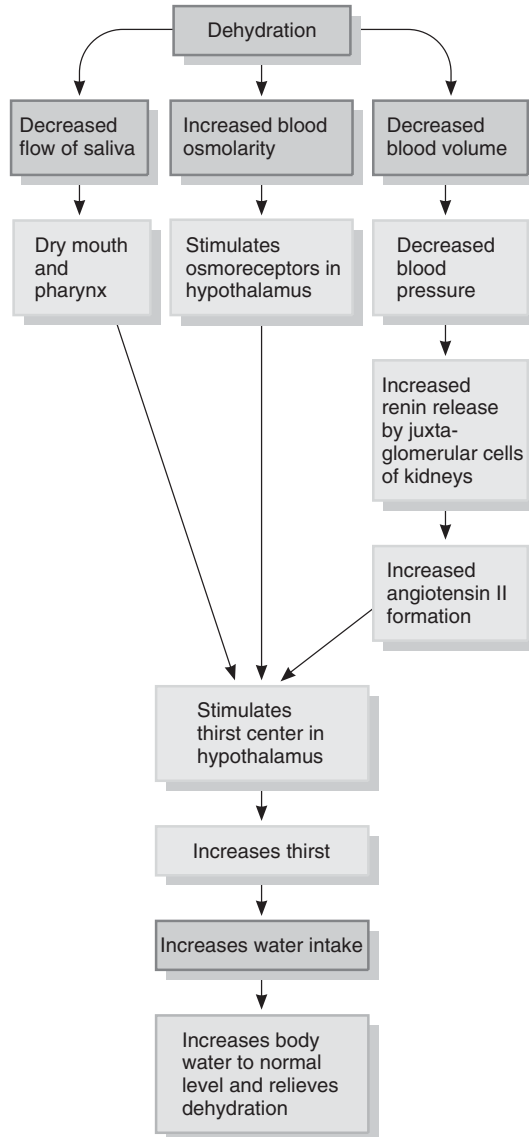 Dehydration
Decreased
flow of saliva
Increased blood
osmolarity
Decreased
blood volume
Dry mouth
and
pharynx
Stimulates
osmoreceptors in
hypothalamus
Decreased
blood
pressure
Increased
renin release
by juxta-
glomerular cells
of kidneys
Increased
angiotensin II
formation
Stimulates
thirst center in
hypothalamus
Increases thirst
Increases water intake
Increases body
water to normal
level and relieves
dehydration